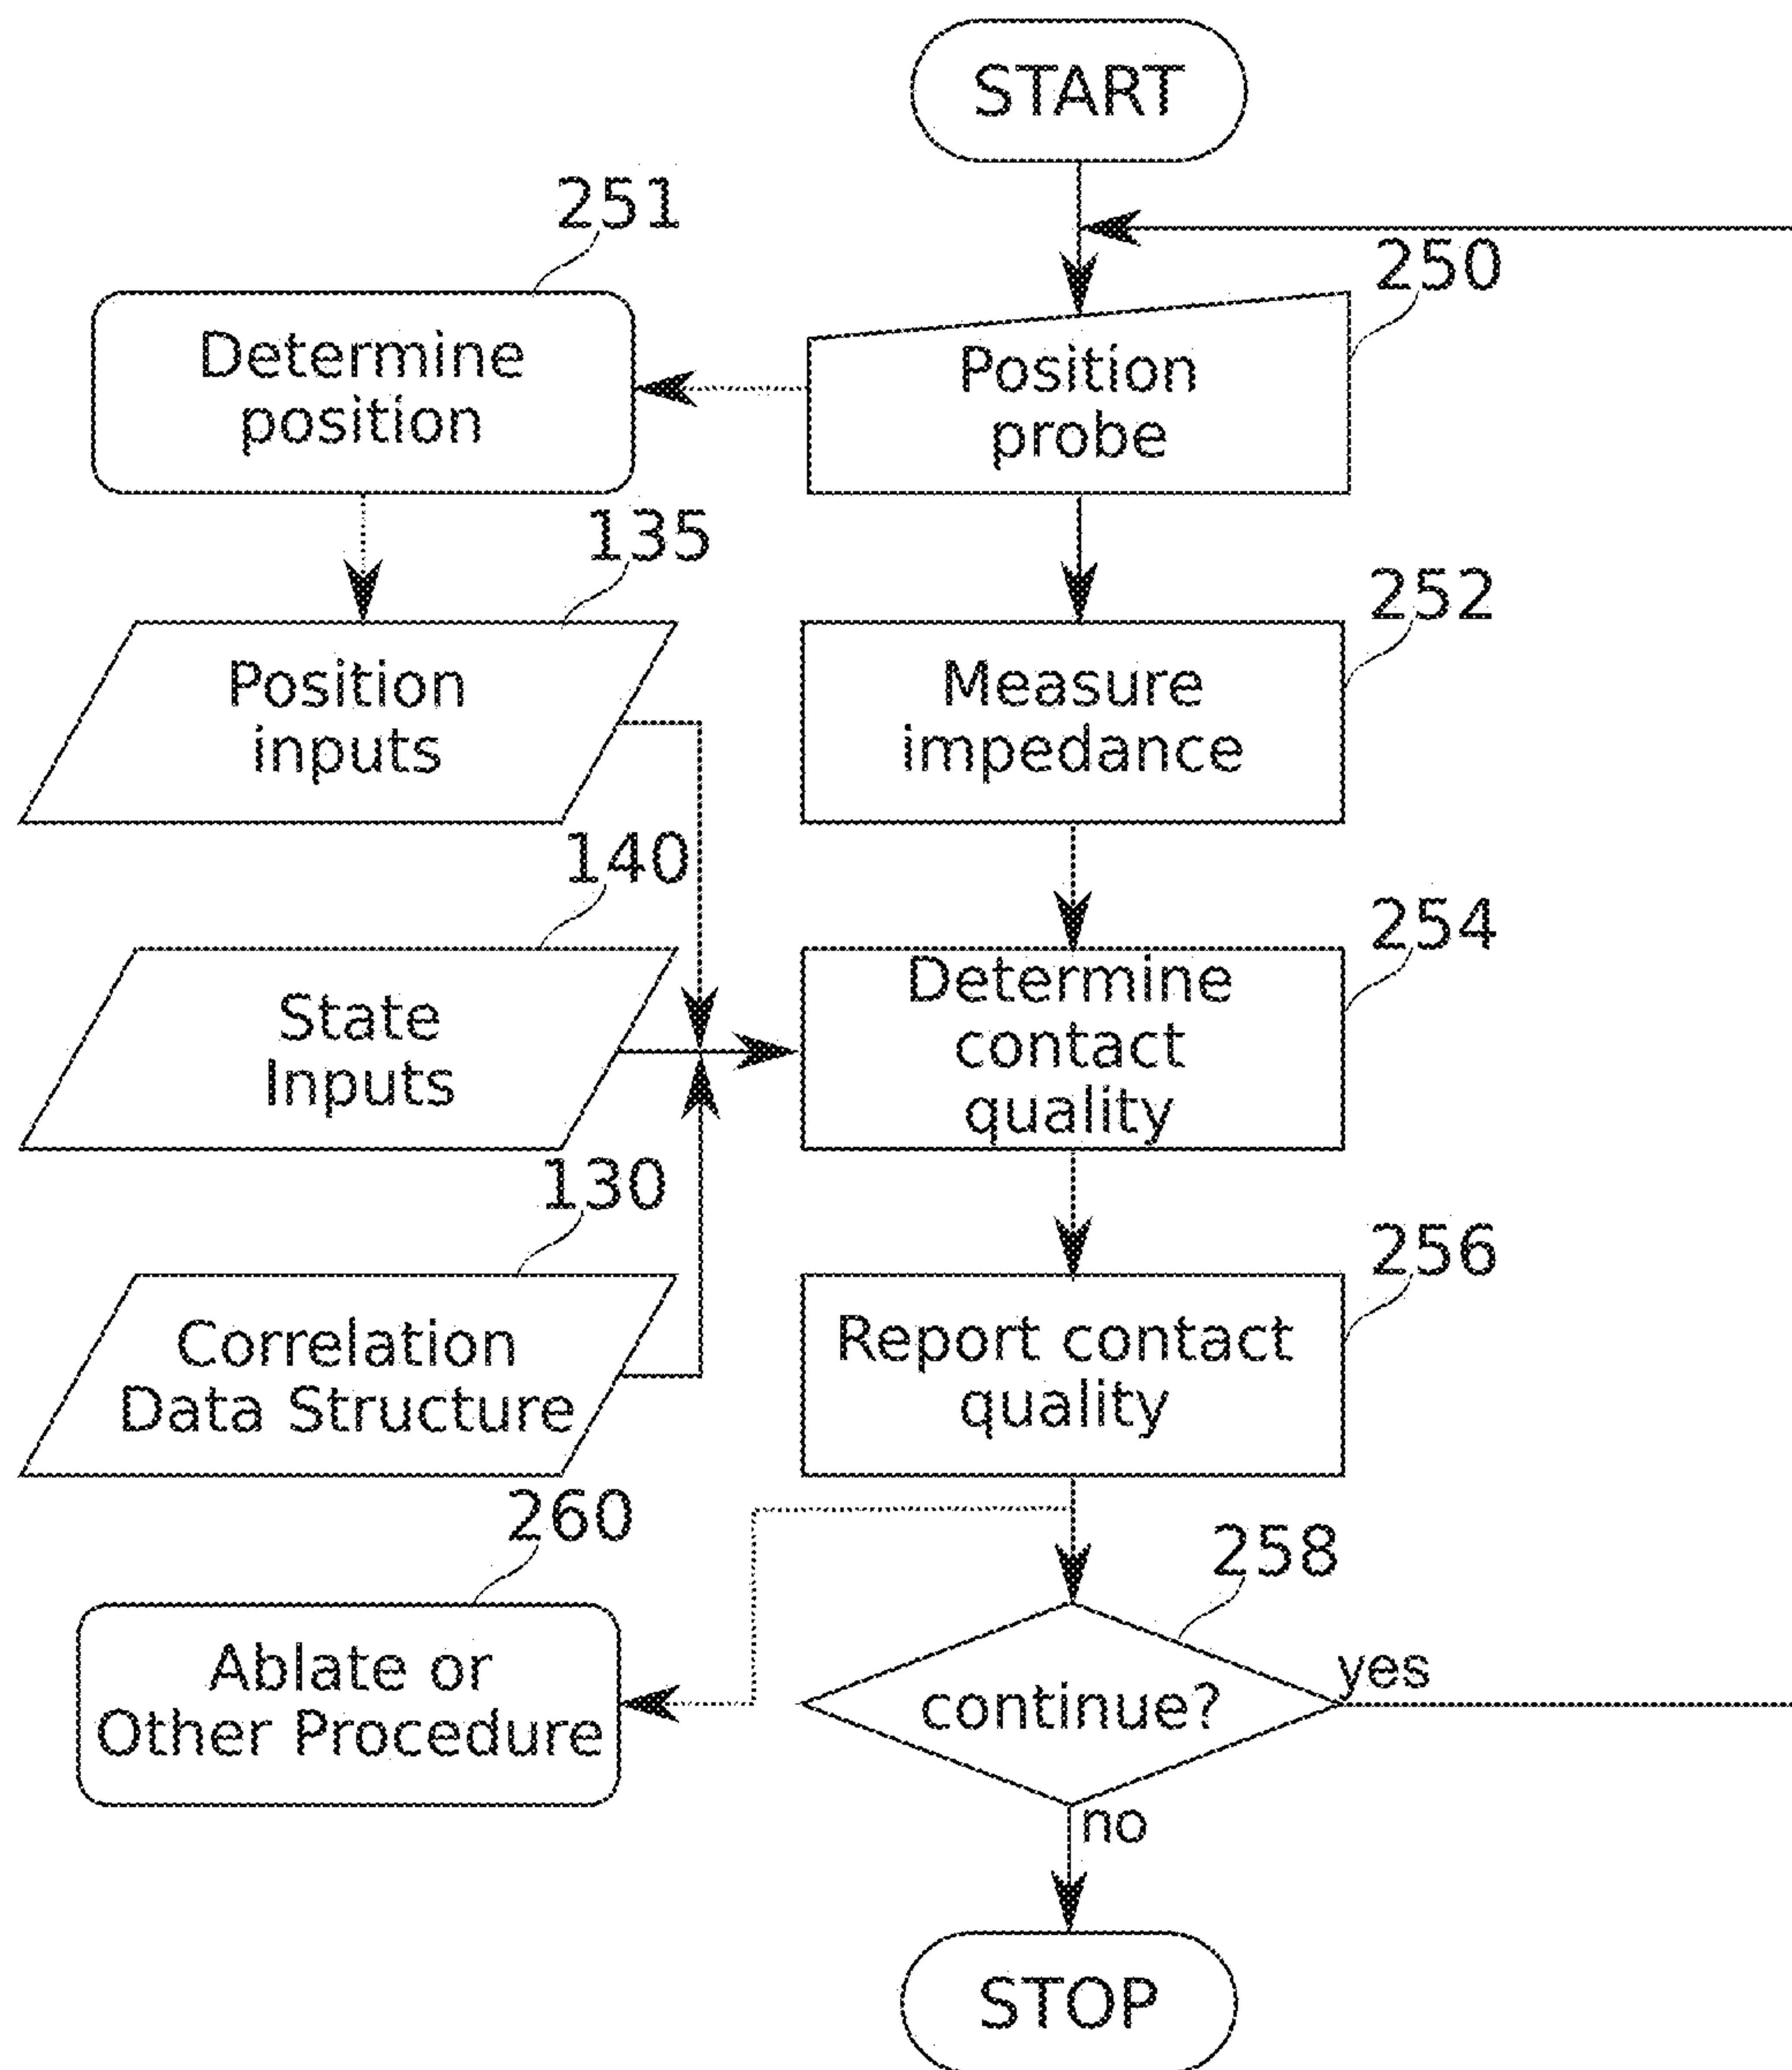 START
251
250
Determine
position
Position
probe
135
252
Position
inputs
Measure
impedance
140
254
State
Inputs
Determine
contact
quality
130
256
Correlation
Data Structure
Report contact
quality
260
258
Ablate or
Other Procedure
continue?
yes
no
STOP